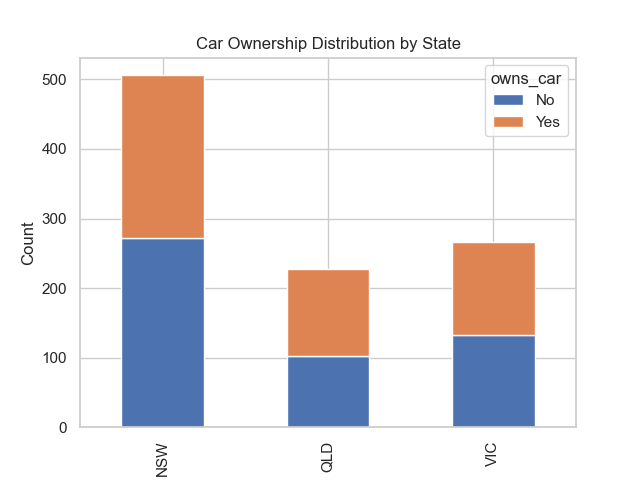 Car Ownership Distribution by State
owns_car
No
Yes
500
400
300
200
100
0
Count
NSW
QLD
VIC